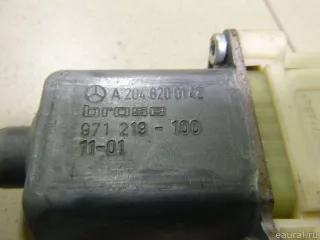 A 204 820 01 42
brose
971 219 - 100
11-01
eaural.ru